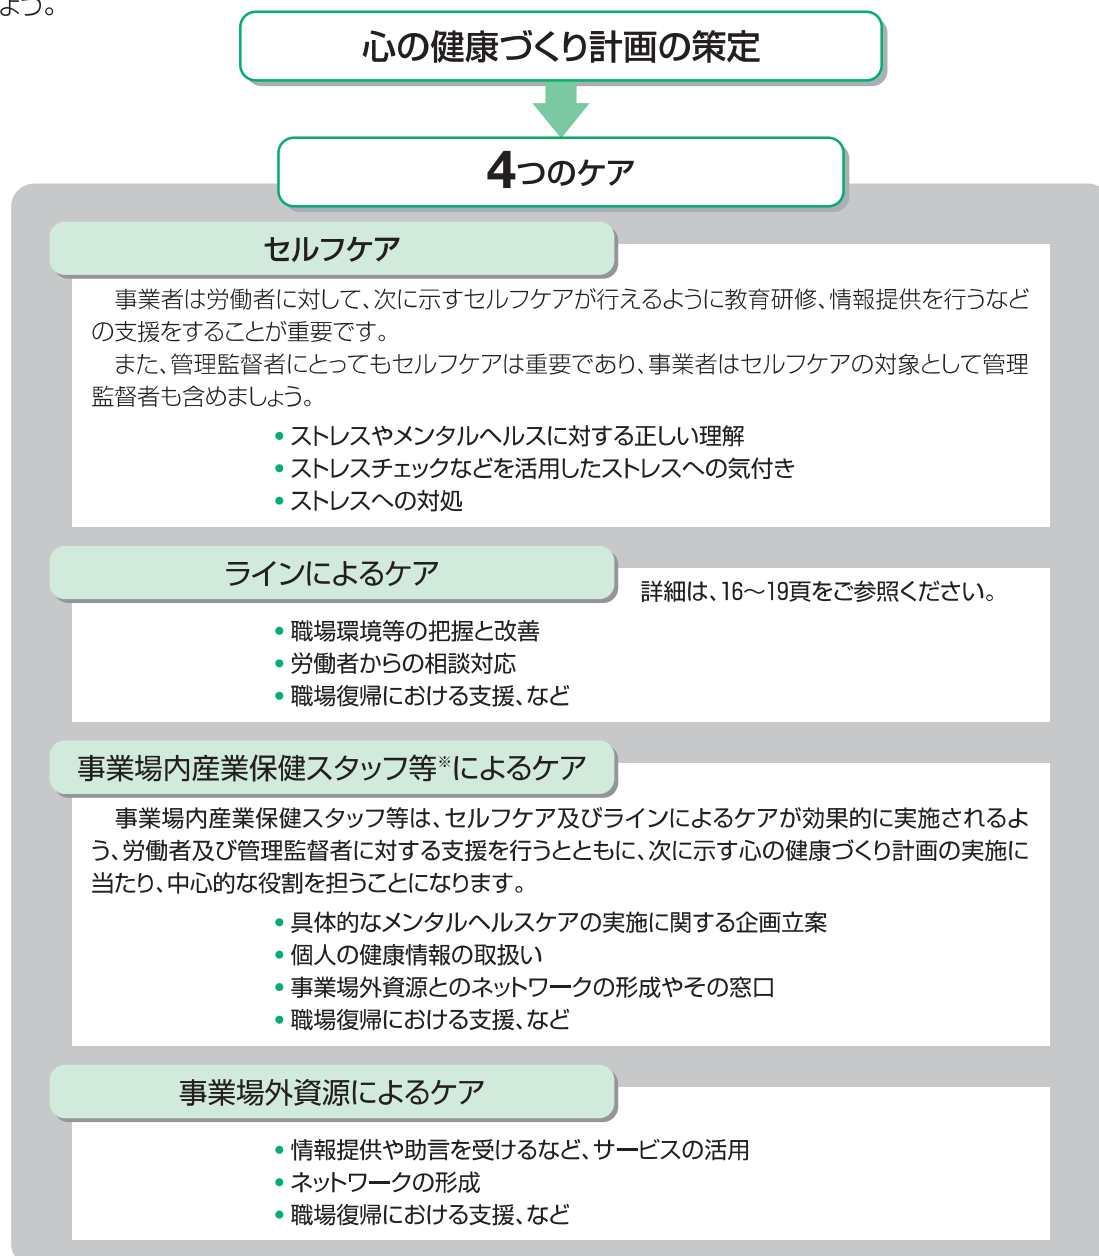 よう。
心の健康づくり計画の策定
4つのケア
セルフケア
事業者は労働者に対して、次に示すセルフケアが行えるように教育研修、情報提供を行うなど
の支援をすることが重要です。
また、管理監督者にとってもセルフケアは重要であり、事業者はセルフケアの対象として管理
監督者も含めましょう。
• ストレスやメンタルヘルスに対する正しい理解
• ストレスチェックなどを活用したストレスへの気付き
• ストレスへの対処
ラインによるケア
詳細は、16〜19頁をご参照ください。
• 職場環境等の把握と改善
• 労働者からの相談対応
• 職場復帰における支援、など
事業場内産業保健スタッフ等※によるケア
事業場内産業保健スタッフ等は、セルフケア及びラインによるケアが効果的に実施されるよ
う、労働者及び管理監督者に対する支援を行うとともに、次に示す心の健康づくり計画の実施に
当たり、中心的な役割を担うことになります。
• 具体的なメンタルヘルスケアの実施に関する企画立案
• 個人の健康情報の取扱い
• 事業場外資源とのネットワークの形成やその窓口
• 職場復帰における支援、など
事業場外資源によるケア
• 情報提供や助言を受けるなど、サービスの活用
• ネットワークの形成
• 職場復帰における支援、など